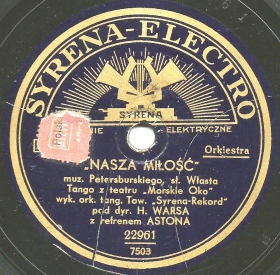 SYRENA-ELECTRO
SYRENA
NIE ELEKTRYCZNE
Orkiestra
„NASZA MIŁOŚĆ"
muz. Petersburskiego, sł. Własta
Tango z teatru „Morskie Oko"
wyk. ork. tang. Tow. „Syrena-Rekord"
pod dyr. H. WARSA
z refrenem ASTONA
22961
7503